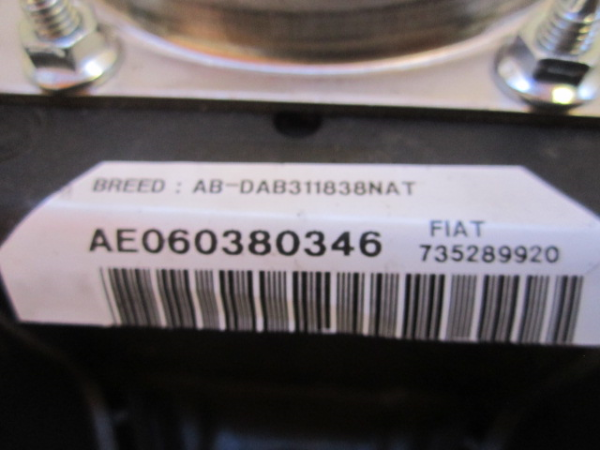 BREED : AB-DAB311838NAT
AE060380346 FIAT
735289920